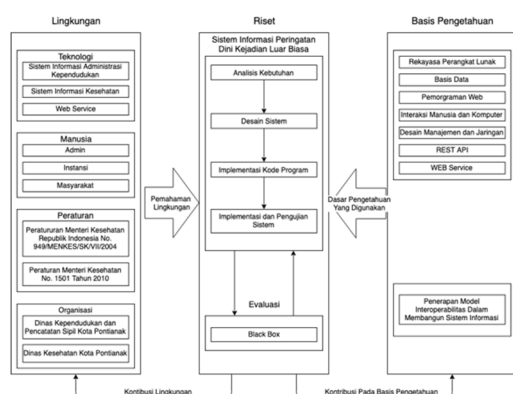 Lingkungan
Teknologi
Sistem Informasi Administrasi
Kependudukan
Sistem Informasi Kesehatan
Web Service
Manusia
Admin
Instansi
Masyarakat
Peraturan
Peratururan Menteri Kesehatan
Republik Indonesia No.
949/MENKES/SK/VII/2004
Peraturan Menteri Kesehatan
No. 1501 Tahun 2010
Organisasi
Dinas Kependudukan dan
Pencatatan Sipil Kota Pontianak
Dinas Kesehatan Kota Pontianak
Pemahaman
Lingkungan
Riset
Sistem Informasi Peringatan
Dini Kejadian Luar Biasa
Analisis Kebutuhan
Desain Sistem
Implementasi Kode Program
Implementasi dan Pengujian
Sistem
Evaluasi
Black Box
Dasar Pengetahuan
Yang Digunakan
Basis Pengetahuan
Rekayasa Perangkat Lunak
Basis Data
Pemorgraman Web
Interaksi Manusia dan Komputer
Desain Manajemen dan Jaringan
REST API
WEB Service
Penerapan Model
Interoperabilitas Dalam
Membangun Sistem Informasi
Kontibusi Lingkungan
Kontribusi Pada Basis Pengetahuan